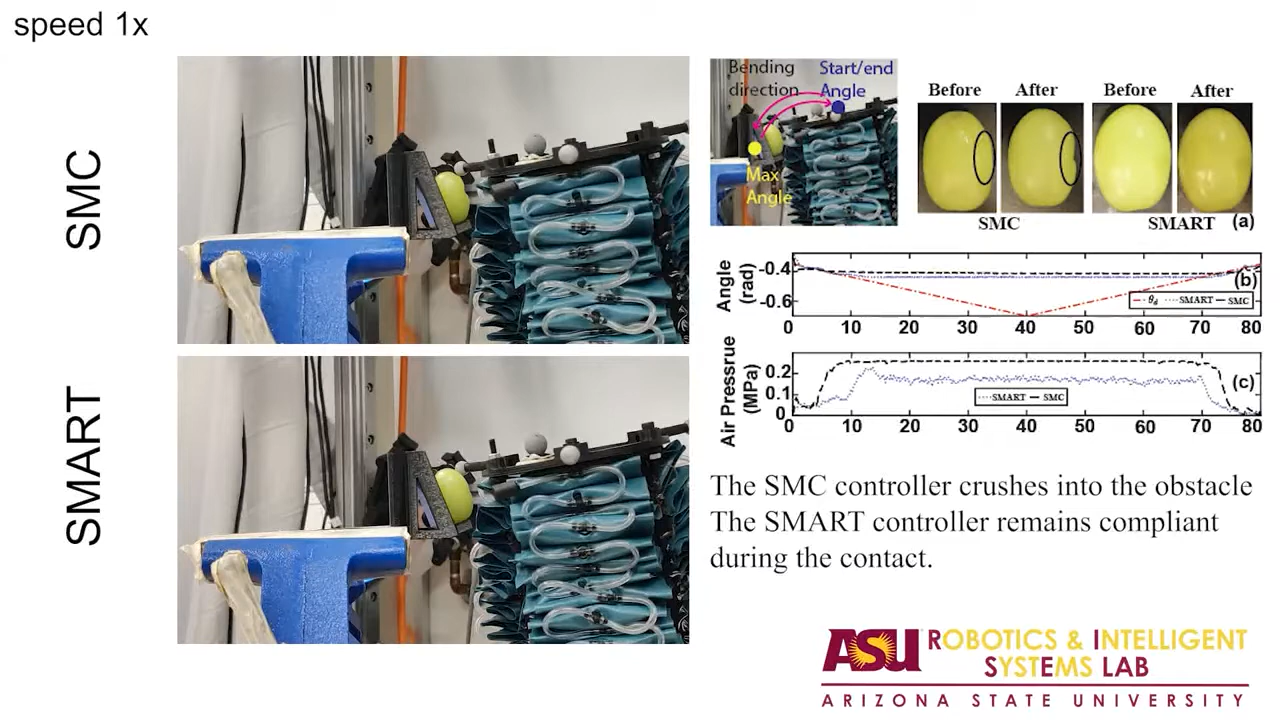 speed 1x
SMC
SMART
Bending
direction
Start/end
Angle
Max
Angle
Before
After
Before
After
SMC
SMART
(a)
Angle
(rad)
-0.4
-0.6
(b)
θd
SMART
SMC
0
10
20
30
40
50
60
70
80
Air Pressrue
(MPa)
0.2
0.1
0
(c)
SMART
SMC
0
10
20
30
40
50
60
70
80
The SMC controller crushes into the obstacle
The SMART controller remains compliant
during the contact.
ASU
ROBOTICS & INTELLIGENT
SYSTEMS LAB
ARIZONA STATE UNIVERSITY